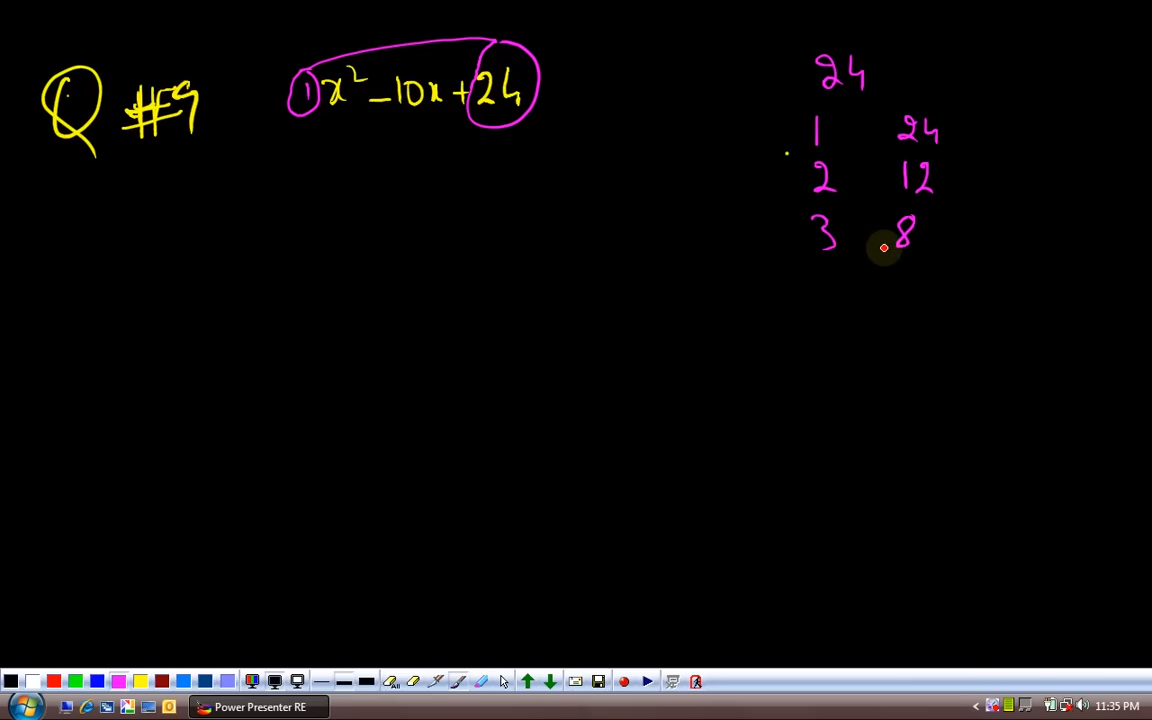 Q #9
1x² - 10x + 24
24
1 24
2 12
3 8
Power Presenter RE
11:35 PM